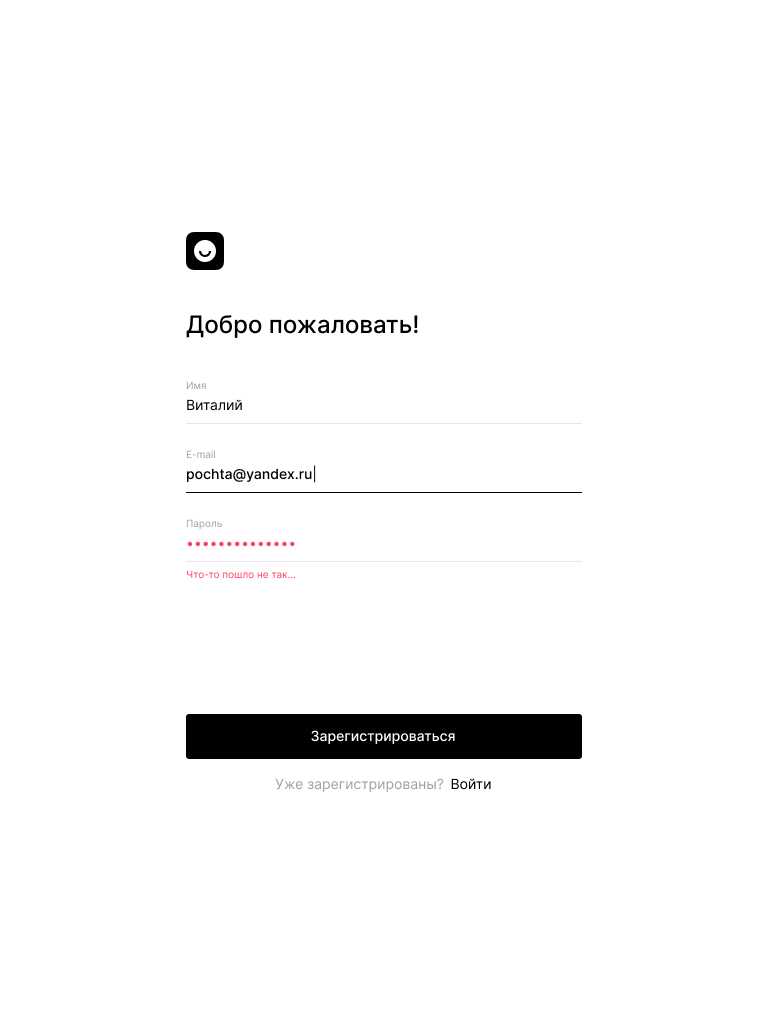 Добро пожаловать!
Имя
Виталий
E-mail
pochta@yandex.ru
Пароль
••••••••••••••
Что-то пошло не так...
Зарегистрироваться
Уже зарегистрированы? Войти